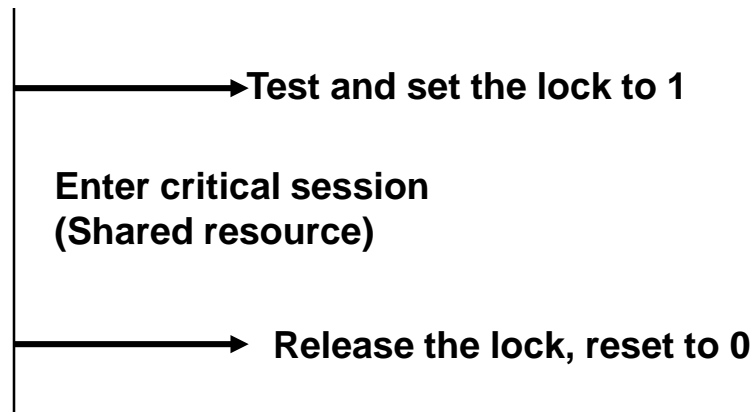 Test and set the lock to 1
Enter critical session
(Shared resource)
Release the lock, reset to 0